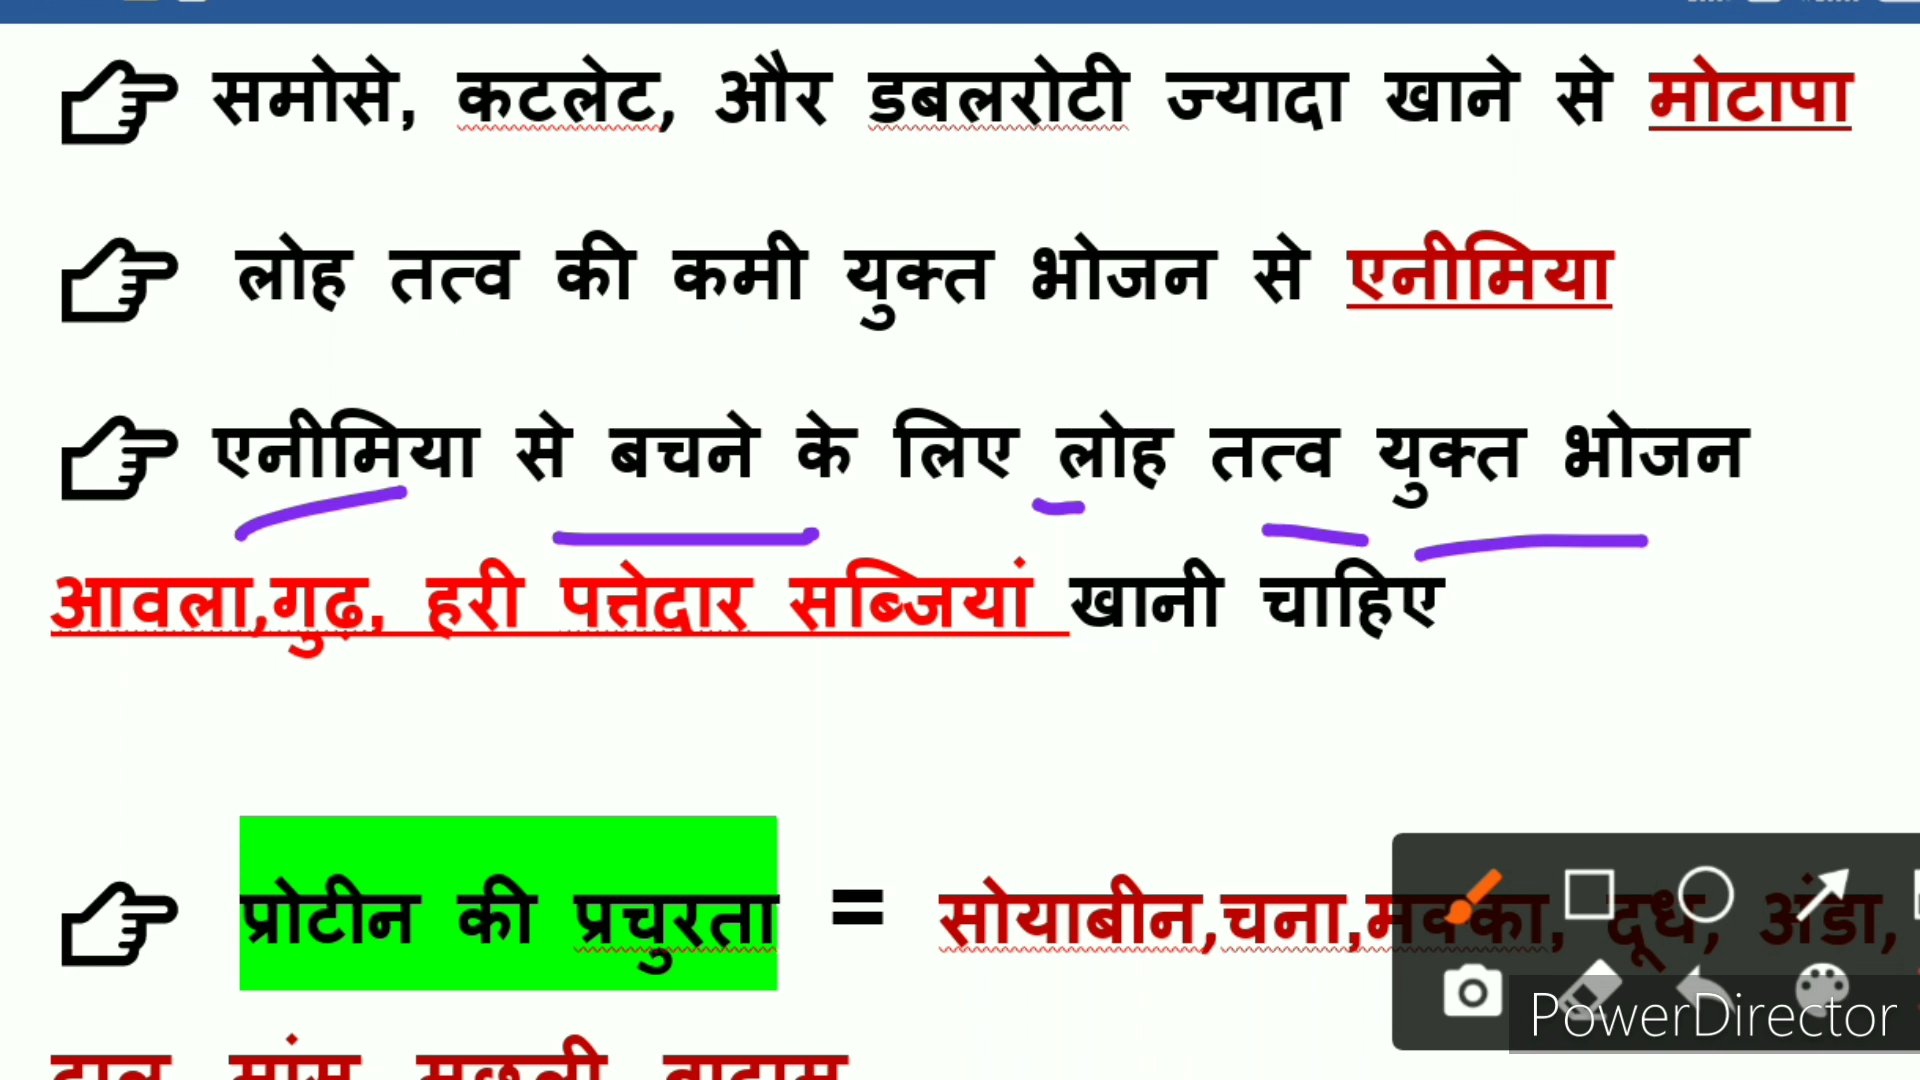 समोसे, कटलेट, और डबलरोटी ज्यादा खाने से मोटापा
लोह तत्व की कमी युक्त भोजन से एनीमिया
एनीमिया से बचने के लिए लोह तत्व युक्त भोजन
आवला,गुढ़, हरी पत्तेदार सब्जियां खानी चाहिए
प्रोटीन की प्रचुरता = सोयाबीन,चना,मक्का, दूध, अंडा,
PowerDirector